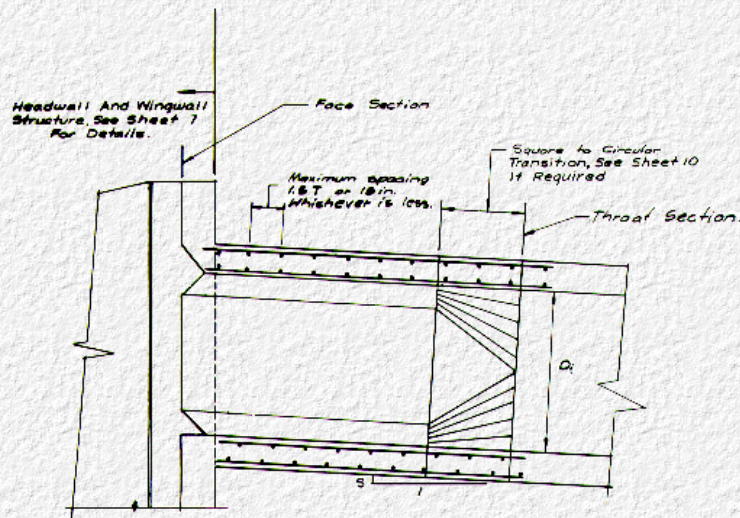 Headwall And Wingwall
Structure, See Sheet 7
For Details.
Face Section
Maximum spacing
1.5 T or 18 in.
Whichever is less.
Square to Circular
Transition, See Sheet 10
If Required
Throat Section
Di
S
1